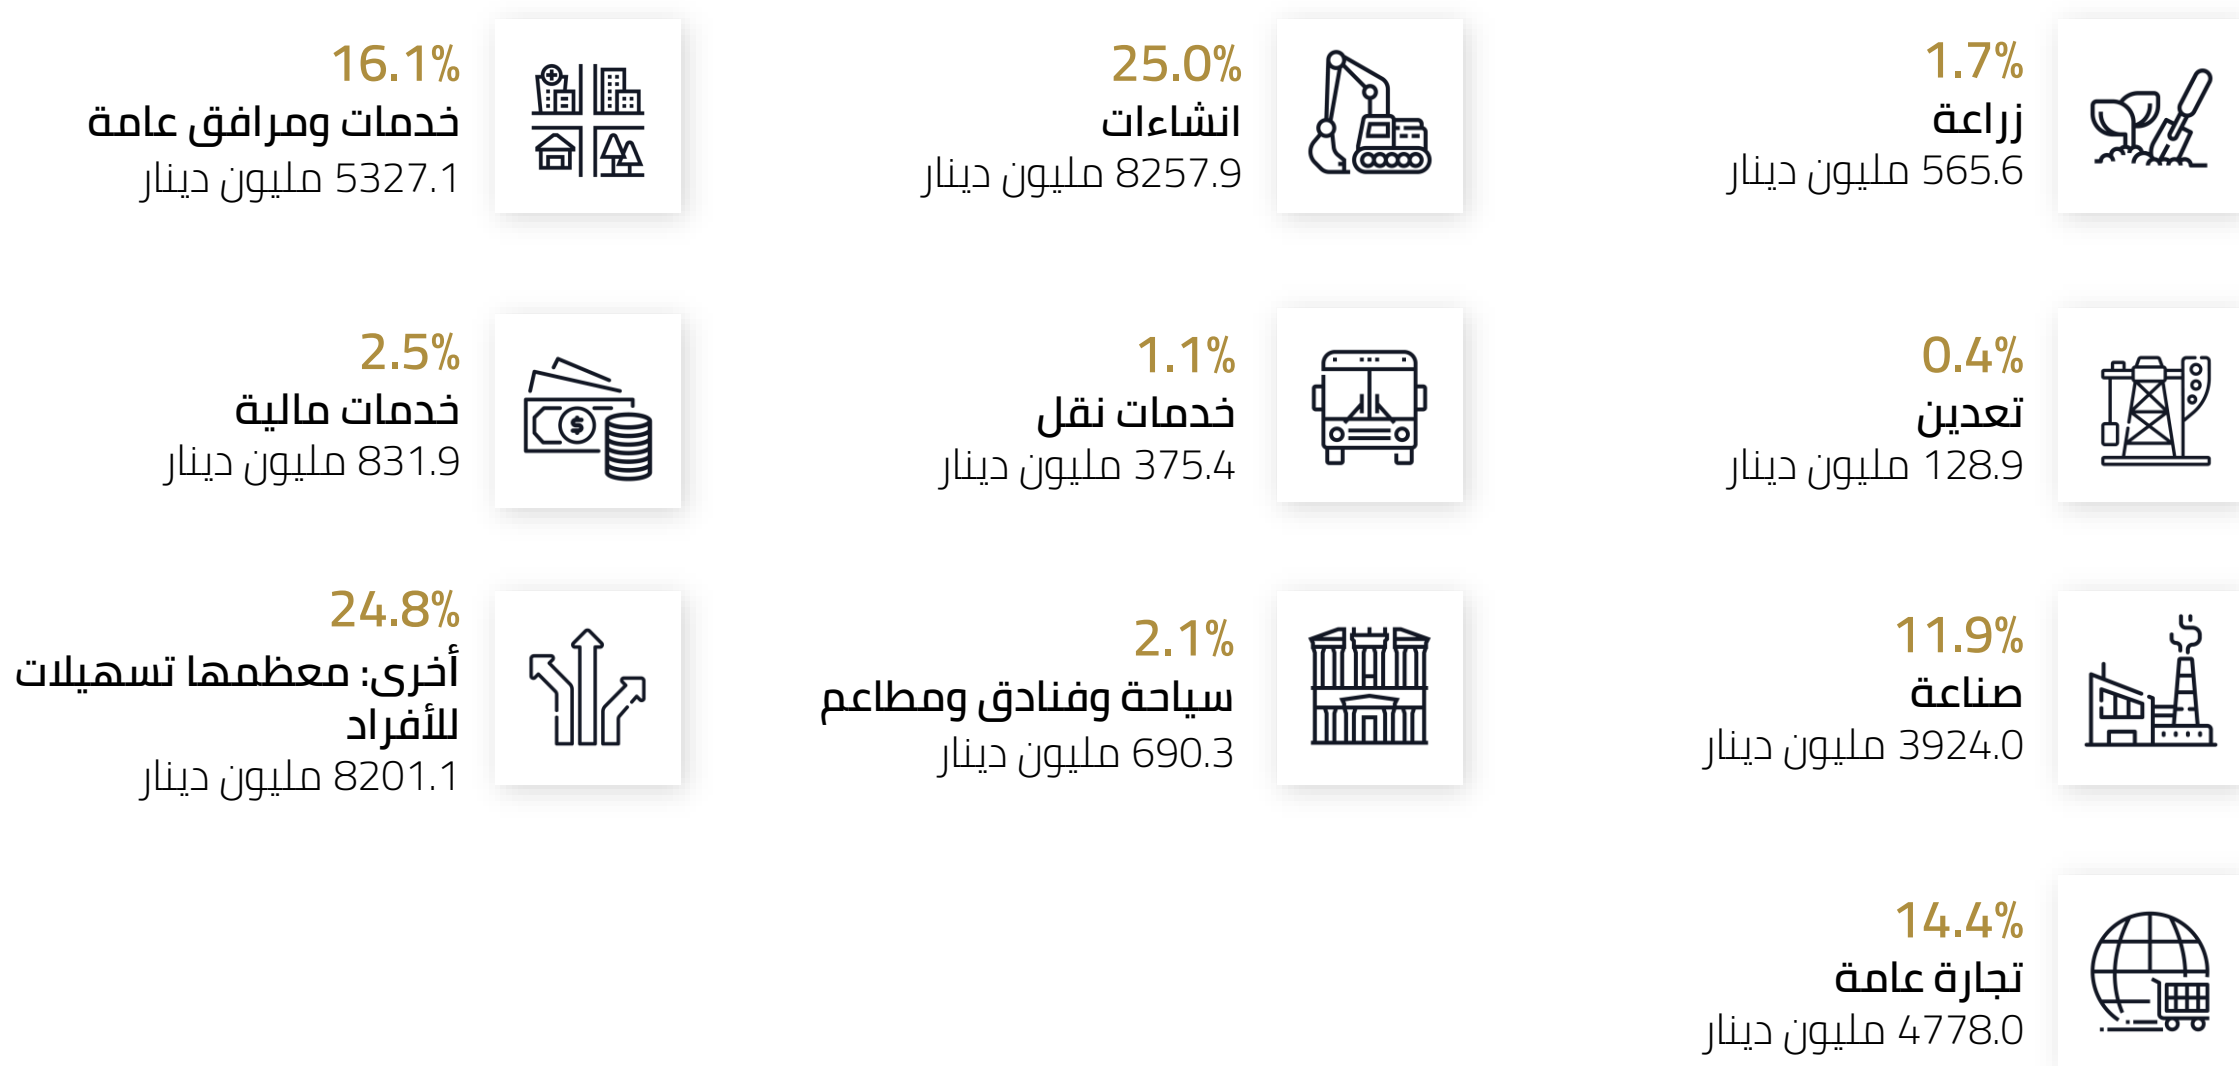 1.7%
زراعة
565.6 مليون دينار
25.0%
انشاءات
8257.9 مليون دينار
16.1%
خدمات ومرافق عامة
5327.1 مليون دينار
0.4%
تعدين
128.9 مليون دينار
1.1%
خدمات نقل
375.4 مليون دينار
2.5%
خدمات مالية
831.9 مليون دينار
11.9%
صناعة
3924.0 مليون دينار
2.1%
سياحة وفنادق ومطاعم
690.3 مليون دينار
24.8%
أخرى: معظمها تسهيلات
للأفراد
8201.1 مليون دينار
14.4%
تجارة عامة
4778.0 مليون دينار